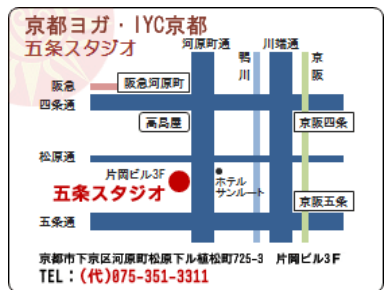 京都ヨガ・IYC京都
五条スタジオ
河原町通
川端通
鴨川
京阪
阪急
阪急河原町
四条通
高島屋
京阪四条
松原通
片岡ビル3F
五条スタジオ
ホテル
サンルート
京阪五条
五条通
京都市下京区河原町松原下ル植松町725-3　片岡ビル3F
TEL：(代)075-351-3311